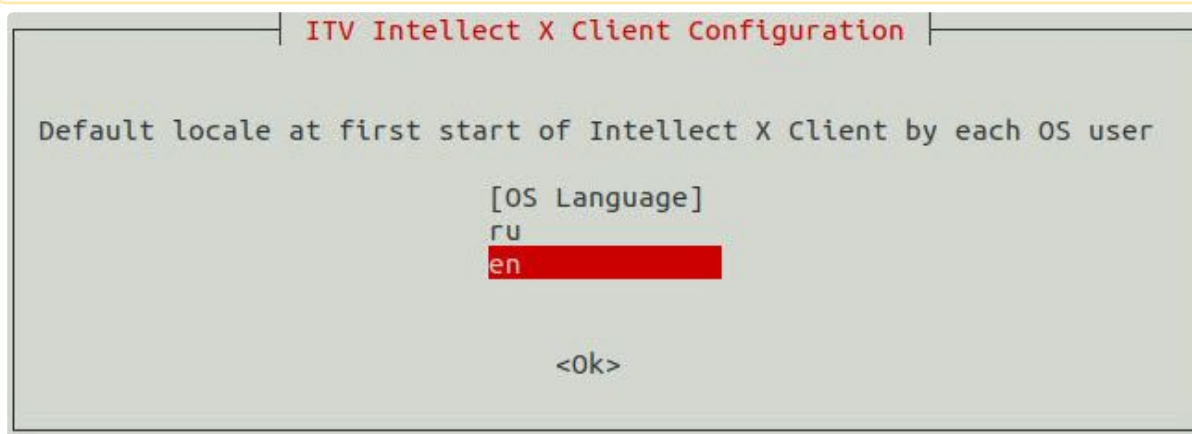 ITV Intellect X Client Configuration
Default locale at first start of Intellect X Client by each OS user
[OS Language]
ru
en
<Ok>